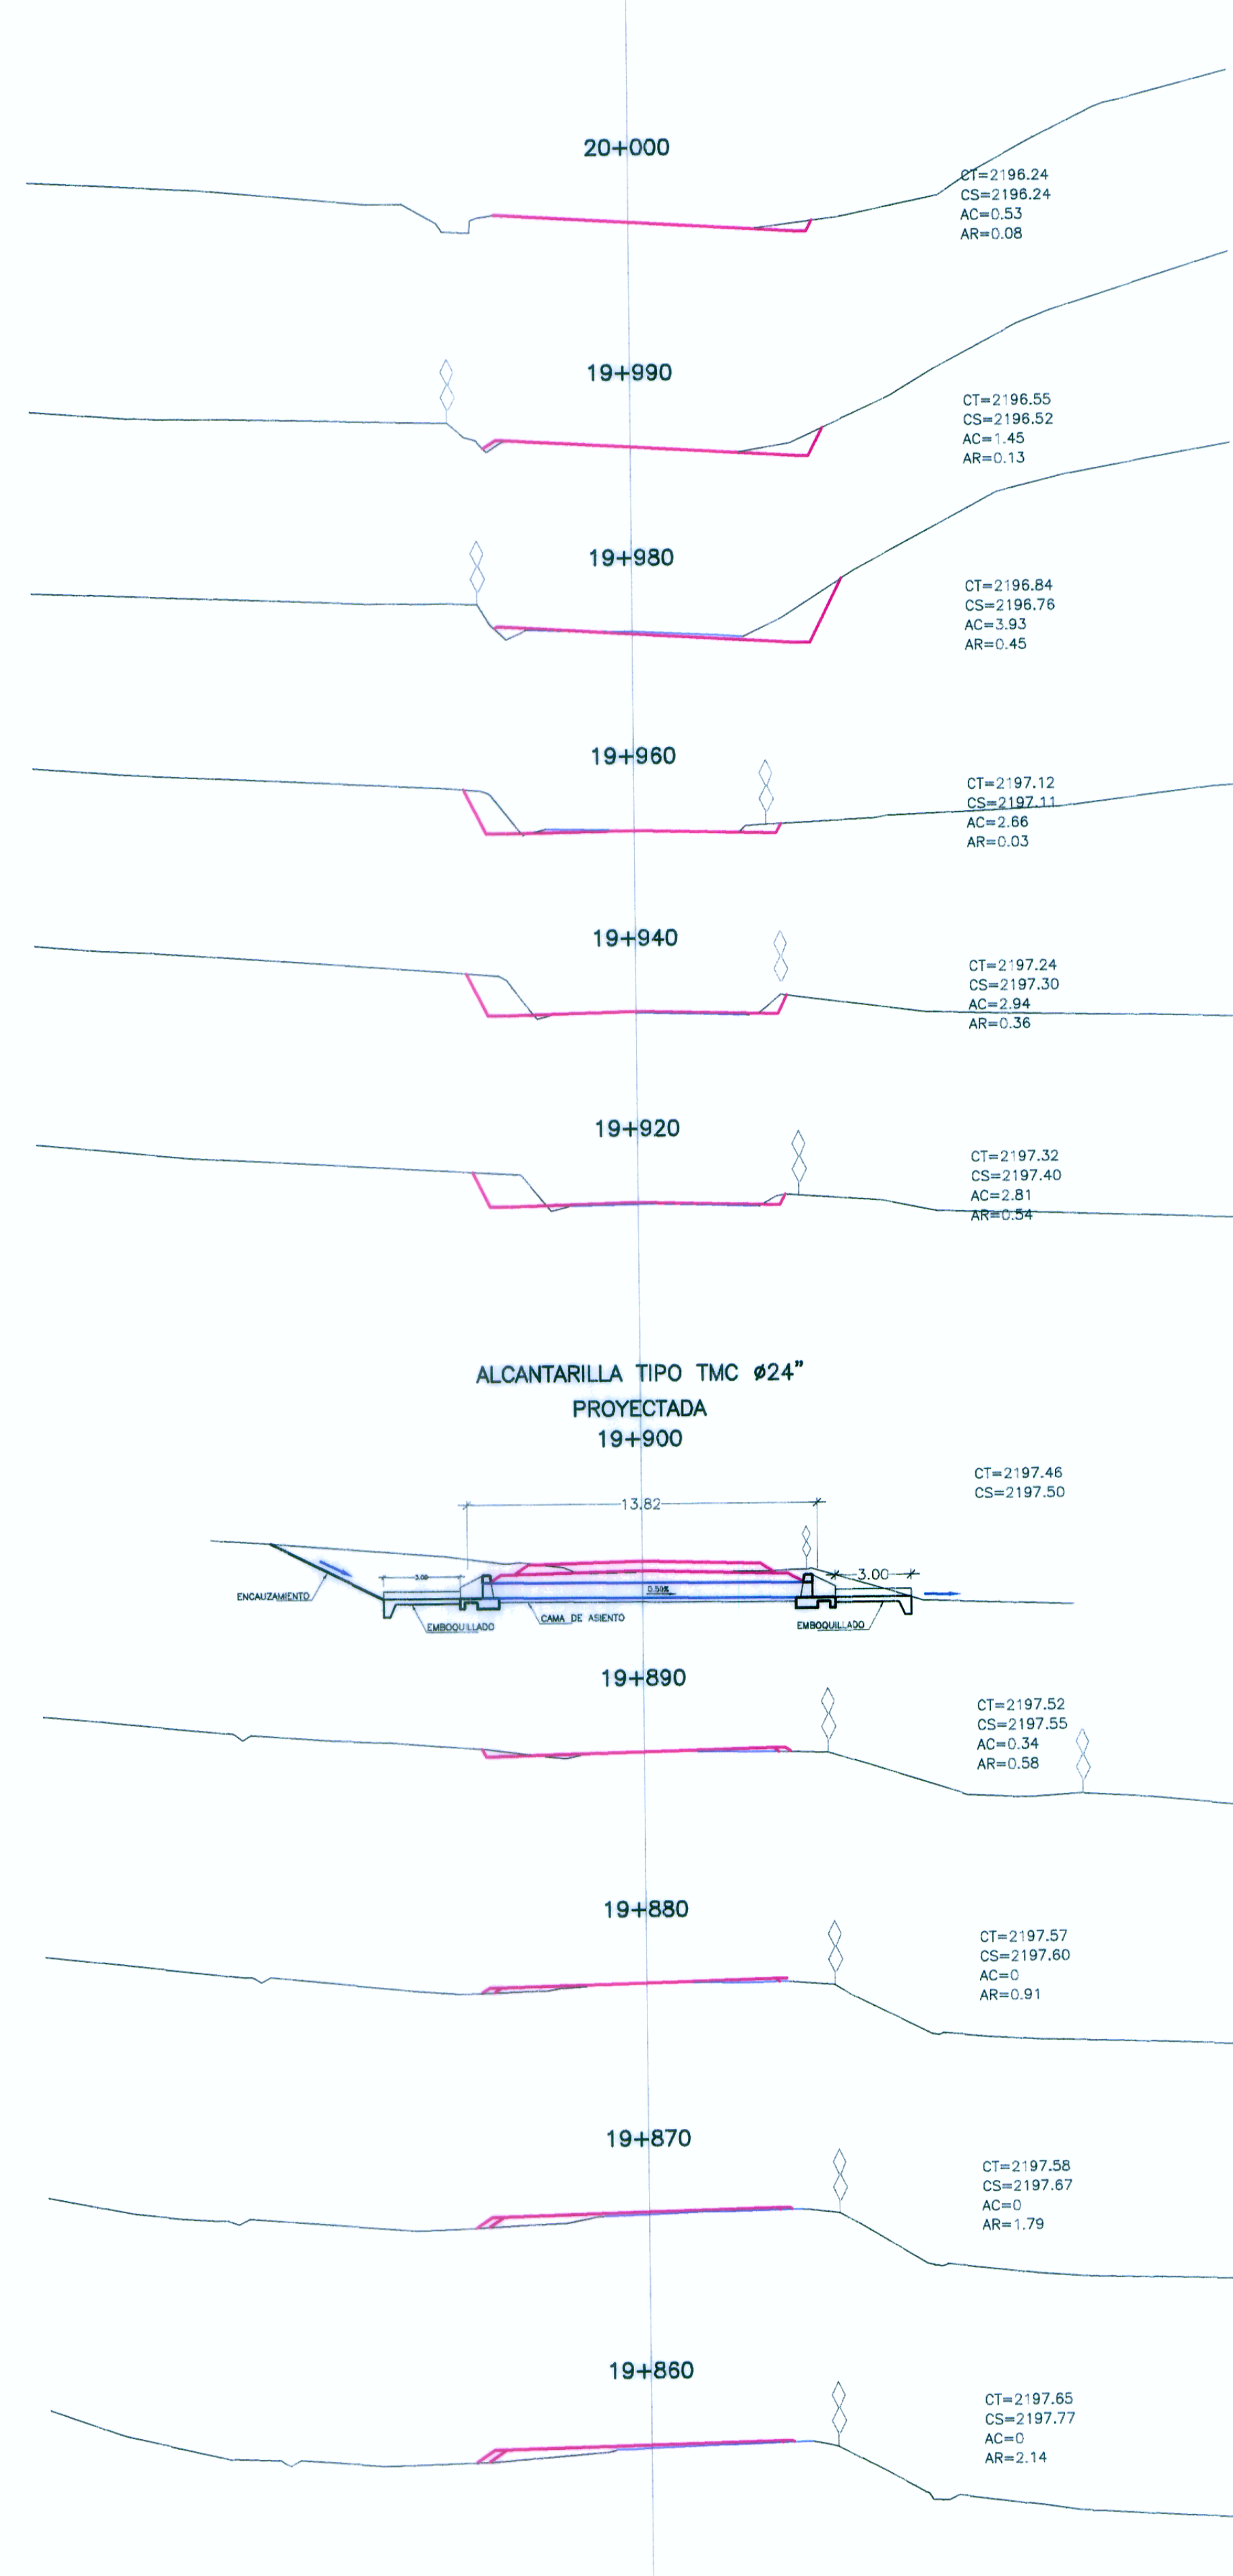 20+000
CT=2196.24
CS=2196.24
AC=0.53
AR=0.08
19+990
CT=2196.55
CS=2196.52
AC=1.45
AR=0.13
19+980
CT=2196.84
CS=2196.76
AC=3.93
AR=0.45
19+960
CT=2197.12
CS=2197.11
AC=2.66
AR=0.03
19+940
CT=2197.24
CS=2197.30
AC=2.94
AR=0.36
19+920
CT=2197.32
CS=2197.40
AC=2.81
AR=0.54
ALCANTARILLA TIPO TMC ø24"
PROYECTADA
19+900
CT=2197.46
CS=2197.50
13.82
3.00
3.00
0.50%
ENCAUZAMIENTO
EMBOQUILLADO
CAMA DE ASIENTO
EMBOQUILLADO
19+890
CT=2197.52
CS=2197.55
AC=0.34
AR=0.58
19+880
CT=2197.57
CS=2197.60
AC=0
AR=0.91
19+870
CT=2197.58
CS=2197.67
AC=0
AR=1.79
19+860
CT=2197.65
CS=2197.77
AC=0
AR=2.14